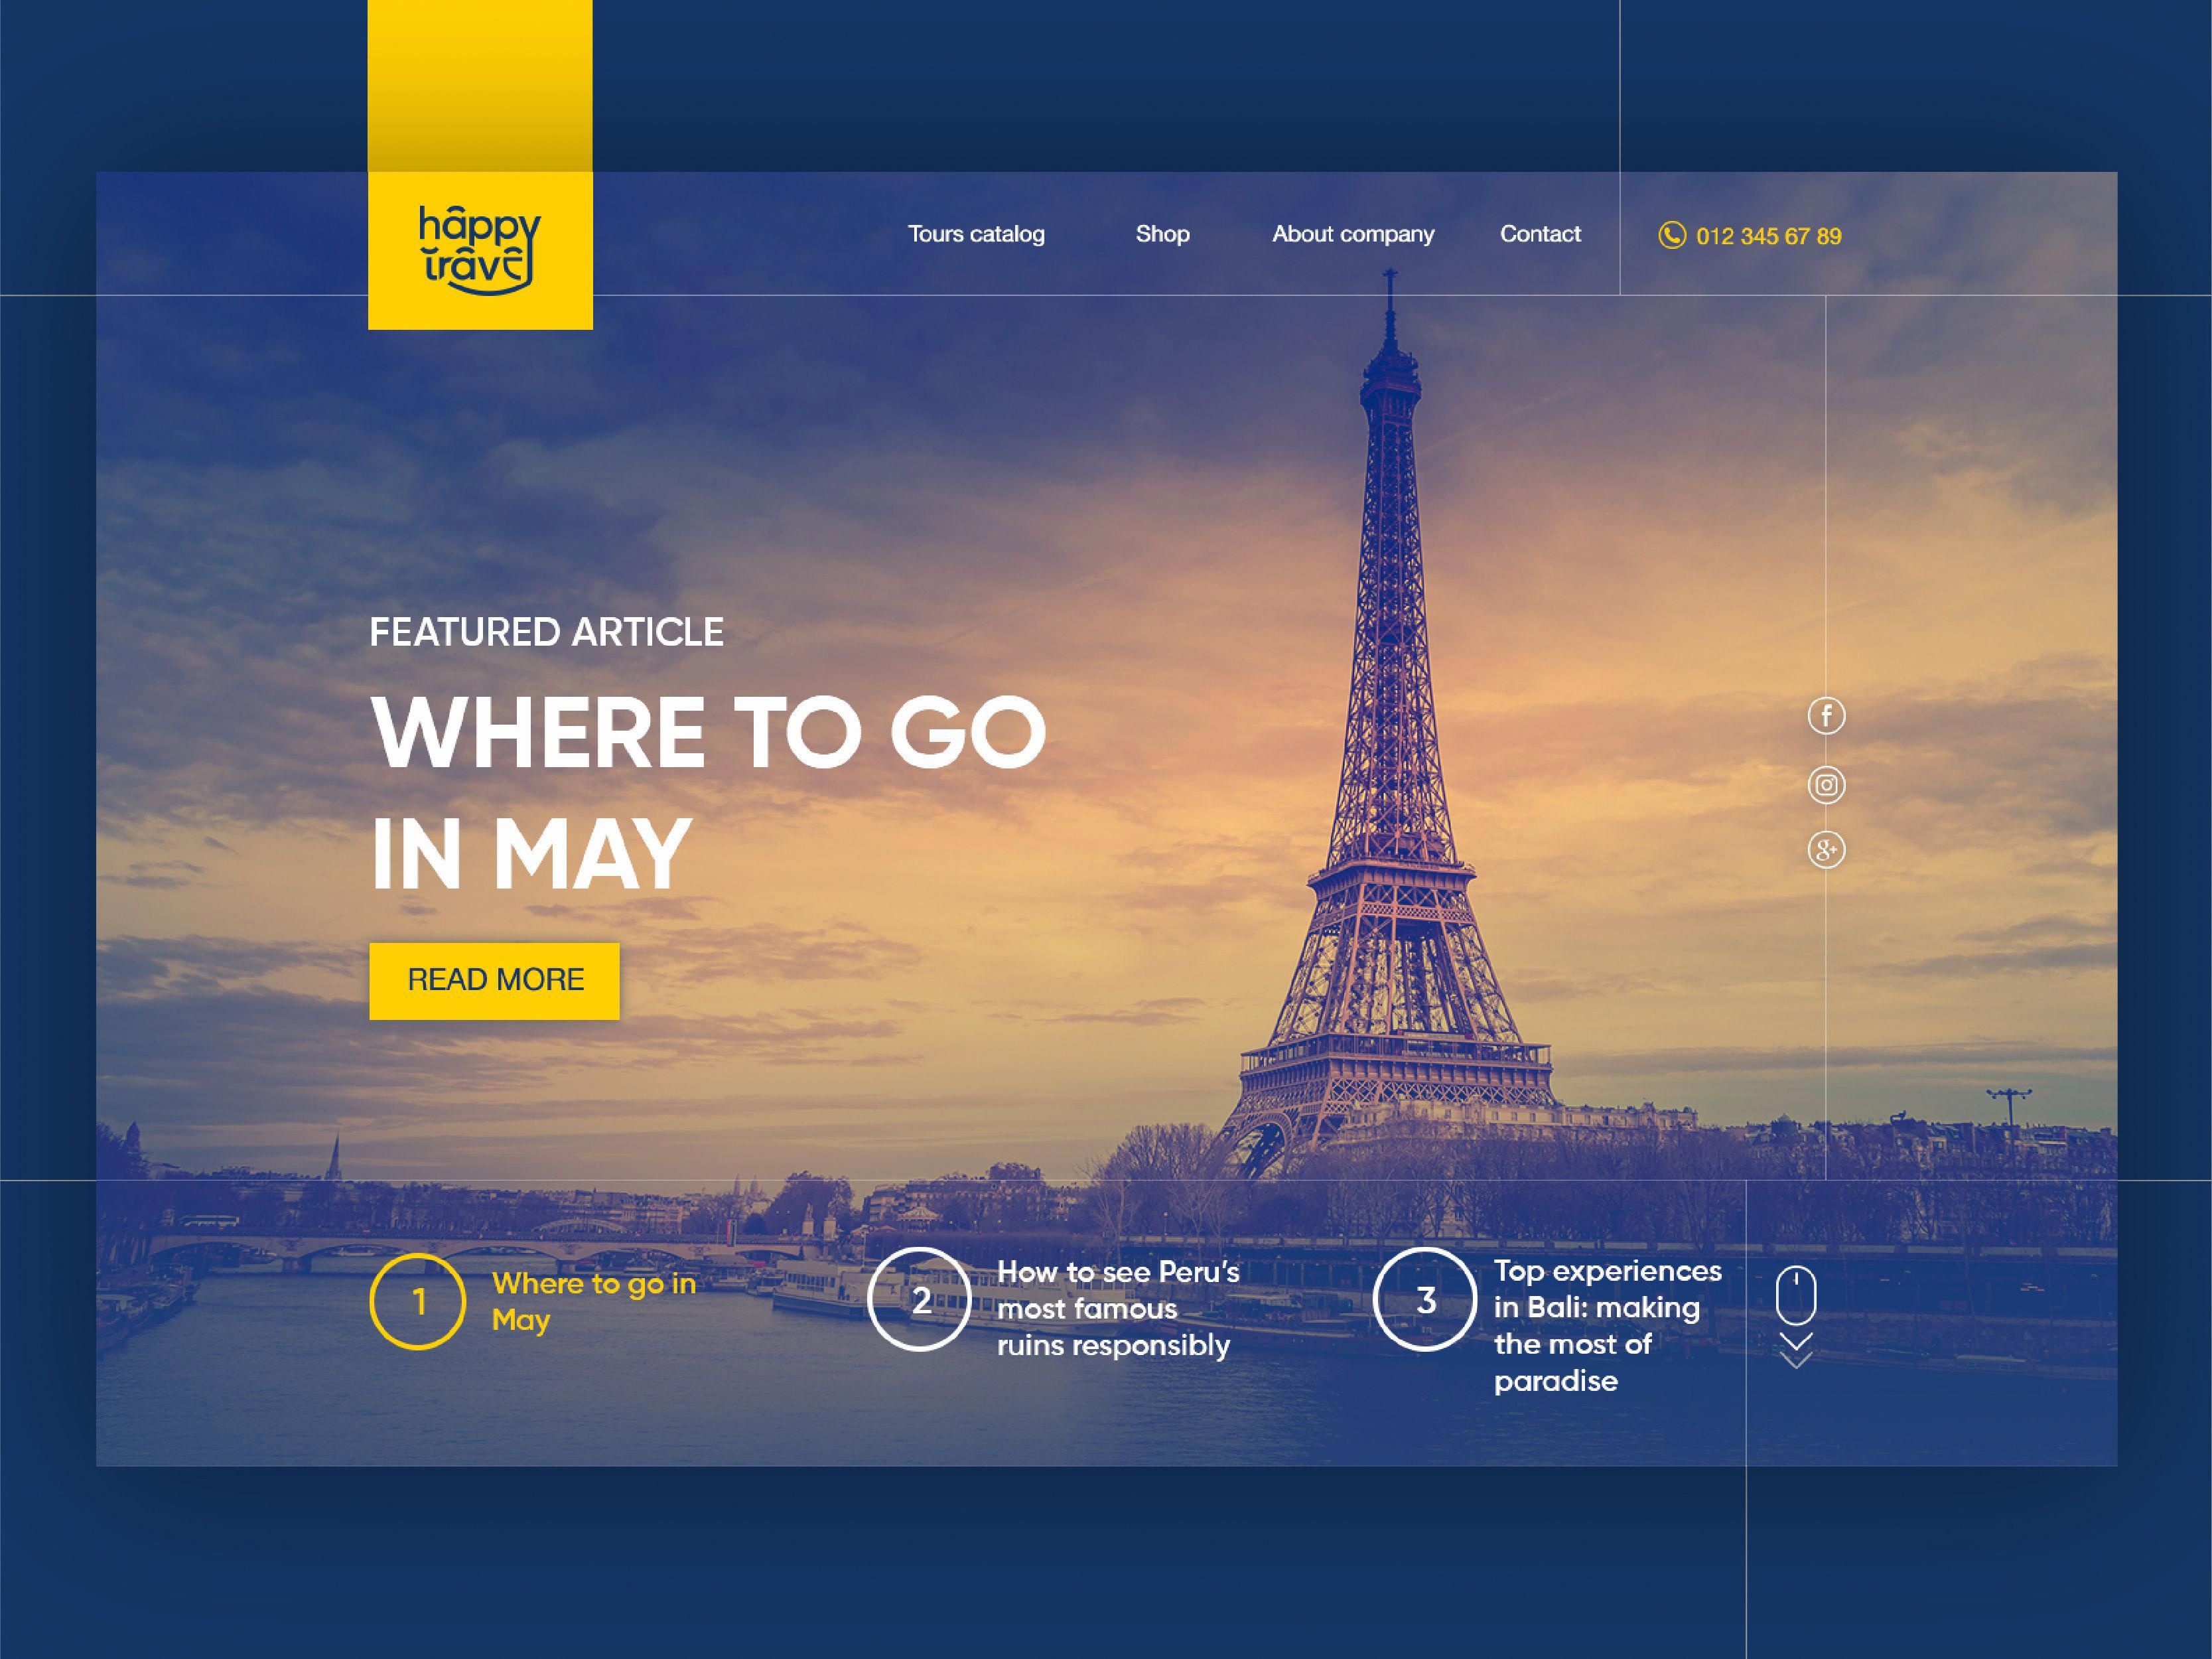 happy
travel
Tours catalog
Shop
About company
Contact
012 345 67 89
FEATURED ARTICLE
WHERE TO GO
IN MAY
READ MORE
f
g+
1
Where to go in
May
2
How to see Peru’s
most famous
ruins responsibly
3
Top experiences
in Bali: making
the most of
paradise